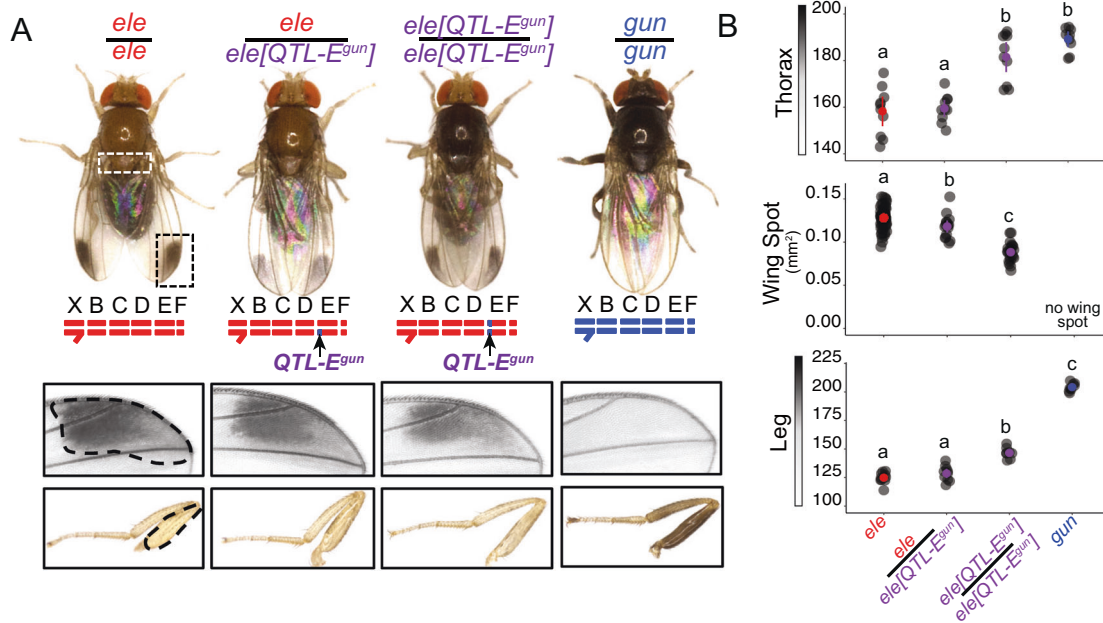 A
ele
ele
ele
ele[QTL-E^gun]
ele[QTL-E^gun]
ele[QTL-E^gun]
gun
gun
X B C D EF
X B C D EF
X B C D EF
X B C D EF
QTL-E^gun
QTL-E^gun
B
Thorax
200
180
160
140
a
a
b
b
Wing Spot
(mm²)
0.15
0.10
0.05
0.00
a
b
c
no wing
spot
Leg
225
200
175
150
125
100
a
a
b
c
ele
ele
ele[QTL-E^gun]
ele[QTL-E^gun]
ele[QTL-E^gun]
gun